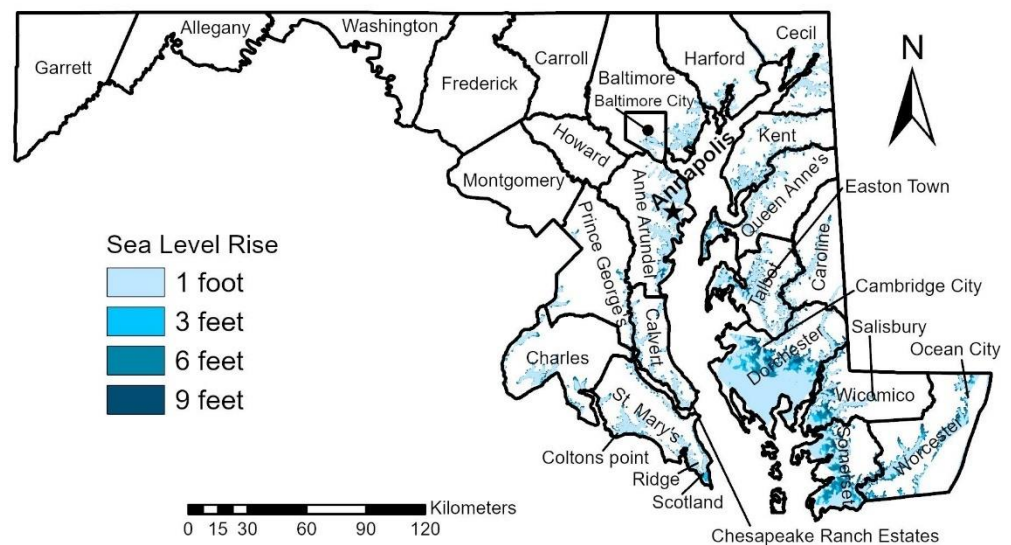 Garrett
Allegany
Washington
Frederick
Carroll
Baltimore
Baltimore City
Harford
Cecil
N
Kent
Howard
Montgomery
Annapolis
Anne Arundel
Queen Anne's
Easton Town
Prince George's
Talbot
Caroline
Cambridge City
Calvert
Dorchester
Salisbury
Ocean City
Charles
Wicomico
St. Mary's
Somerset
Worcester
Coltons point
Ridge
Scotland
Chesapeake Ranch Estates
Sea Level Rise
1 foot
3 feet
6 feet
9 feet
Kilometers
0 15 30 60 90 120